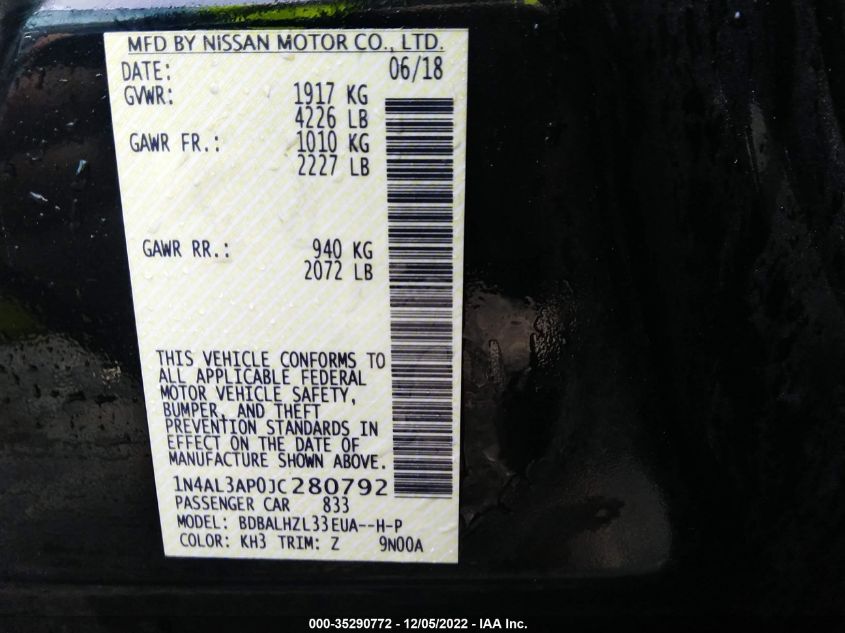 MFD BY NISSAN MOTOR CO., LTD.
DATE: 06/18
GVWR: 1917 KG
4226 LB
GAWR FR.: 1010 KG
2227 LB
GAWR RR.: 940 KG
2072 LB
THIS VEHICLE CONFORMS TO
ALL APPLICABLE FEDERAL
MOTOR VEHICLE SAFETY,
BUMPER, AND THEFT
PREVENTION STANDARDS IN
EFFECT ON THE DATE OF
MANUFACTURE SHOWN ABOVE.
1N4AL3AP0JC280792
PASSENGER CAR 833
MODEL: BDBALHZL33EUA--H-P
COLOR: KH3 TRIM: Z 9N00A
000-35290772 - 12/05/2022 - IAA Inc.